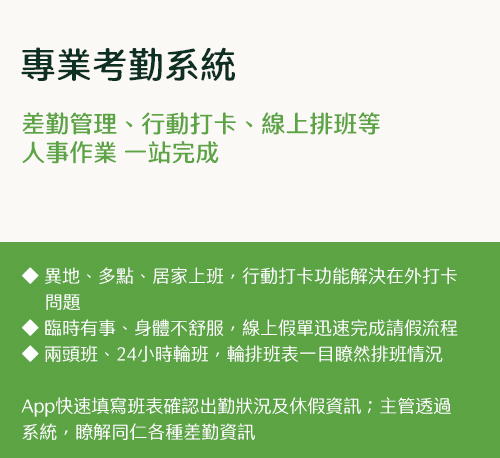 專業考勤系統
差勤管理、行動打卡、線上排班等
人事作業 一站完成
◆ 異地、多點、居家上班，行動打卡功能解決在外打卡
問題
◆ 臨時有事、身體不舒服，線上假單迅速完成請假流程
◆ 兩頭班、24小時輪班，輪排班表一目瞭然排班情況
App快速填寫班表確認出勤狀況及休假資訊；主管透過
系統，瞭解同仁各種差勤資訊